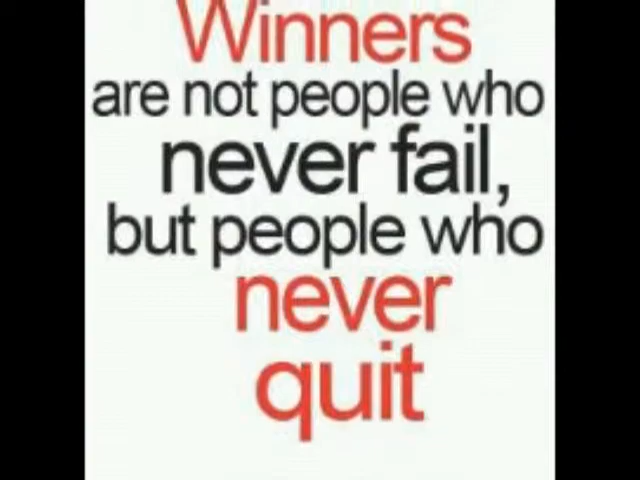 Winners
are not people who
never fail,
but people who
never
quit